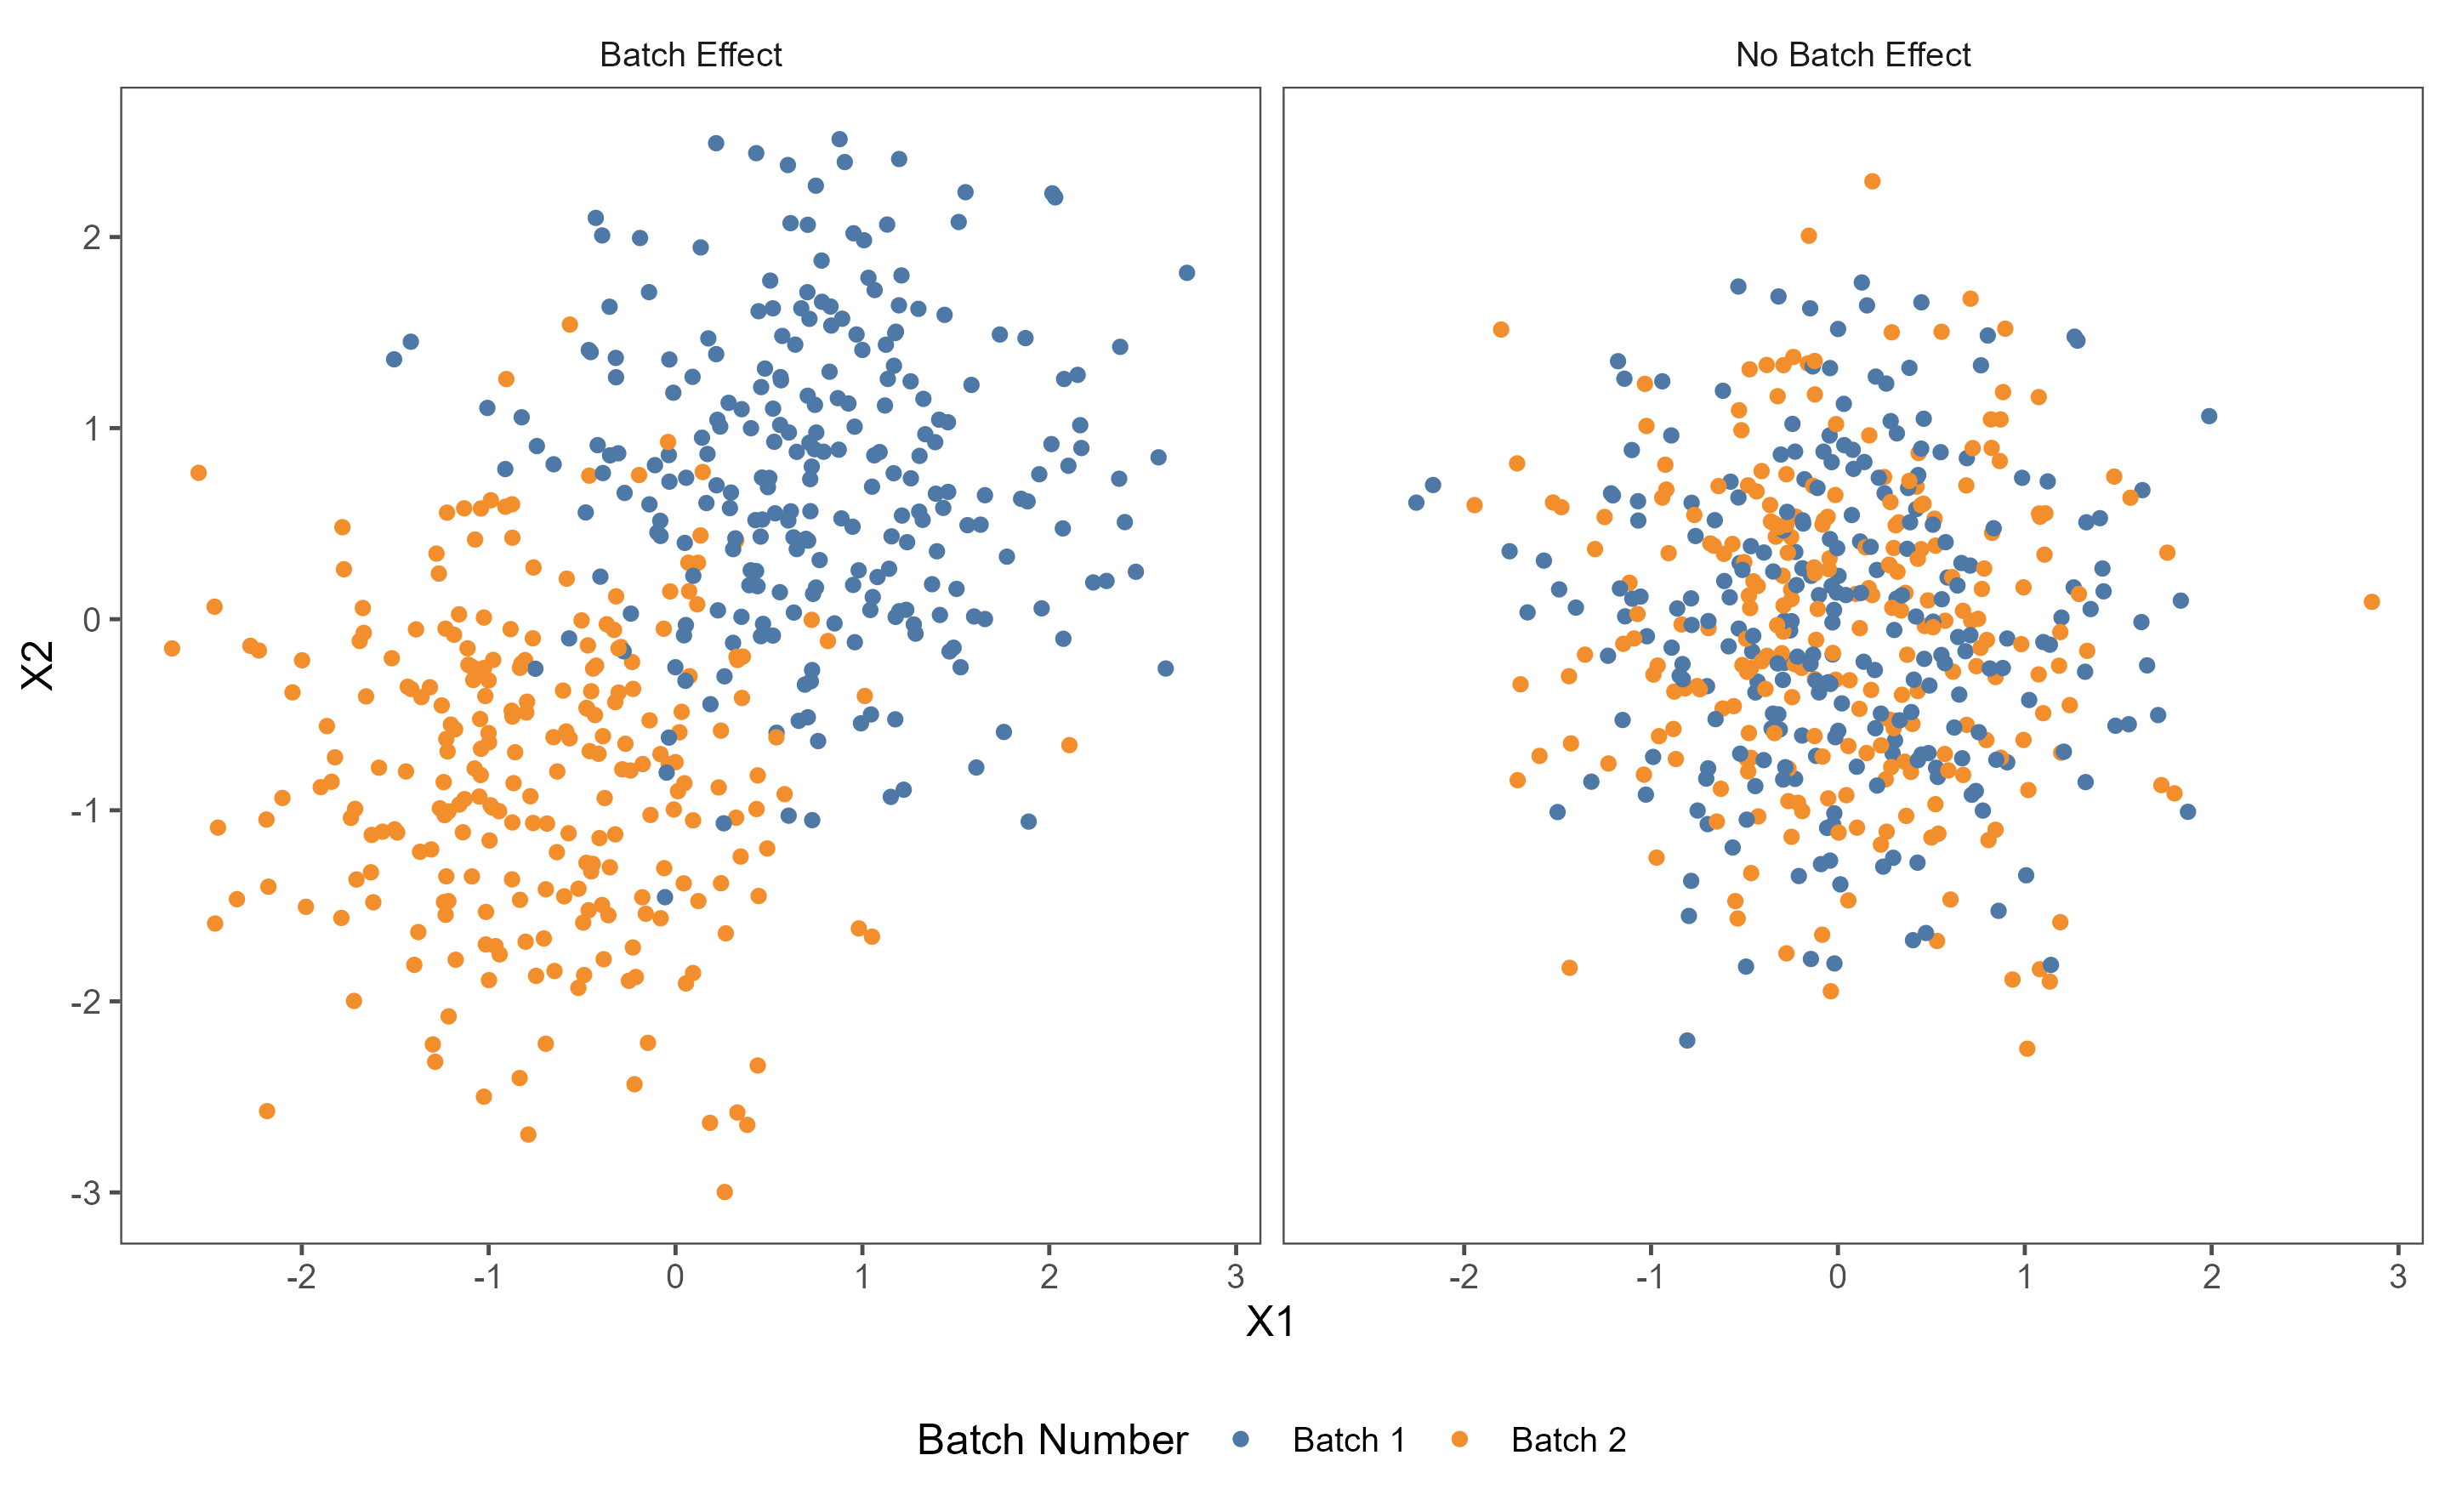 Batch Effect
No Batch Effect
2
1
0
-1
-2
-3
X2
-2 -1 0 1 2 3
-2 -1 0 1 2 3
X1
Batch Number Batch 1 Batch 2